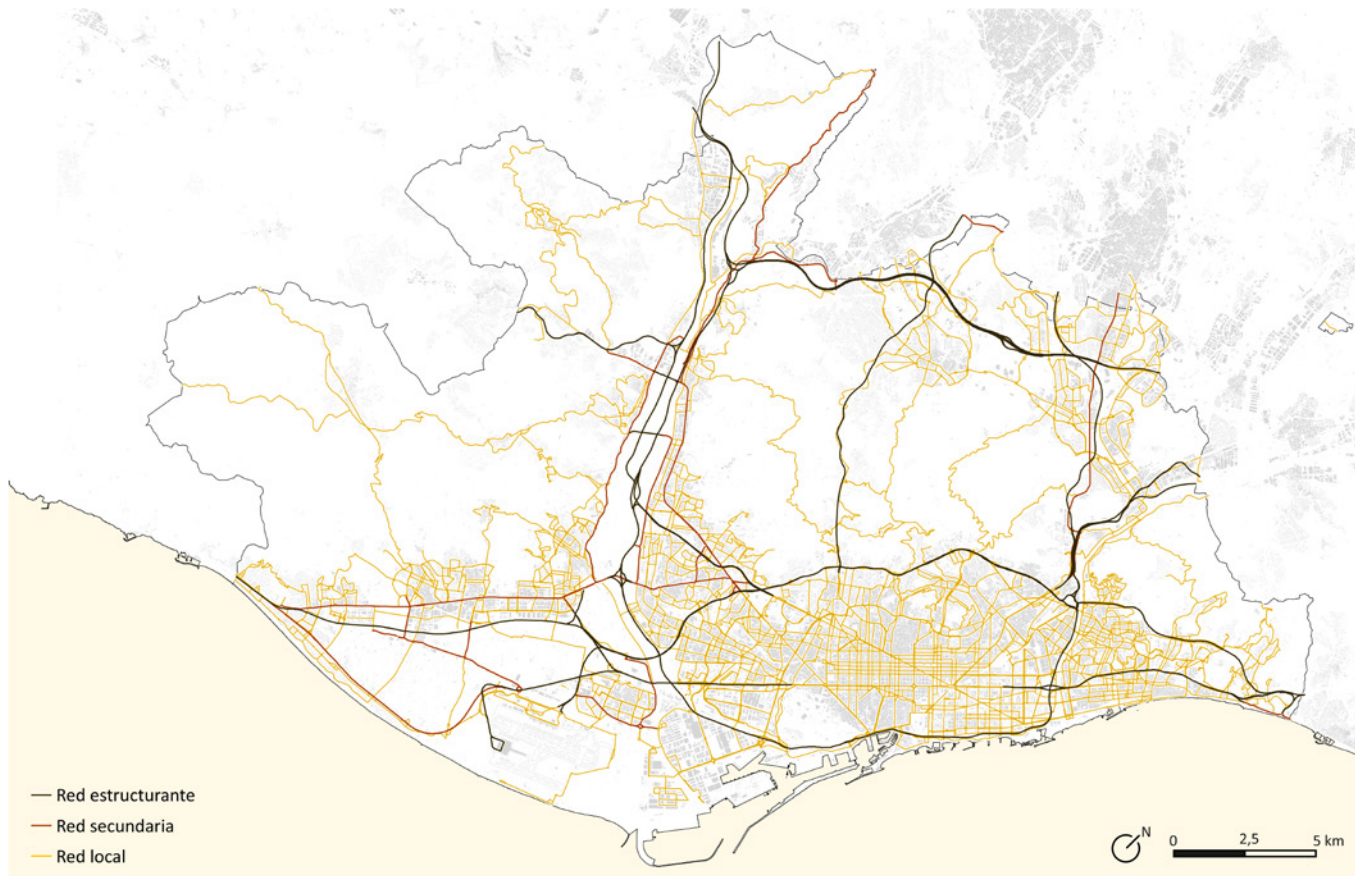 Red estructurante
Red secundaria
Red local
N
0 2,5 5 km